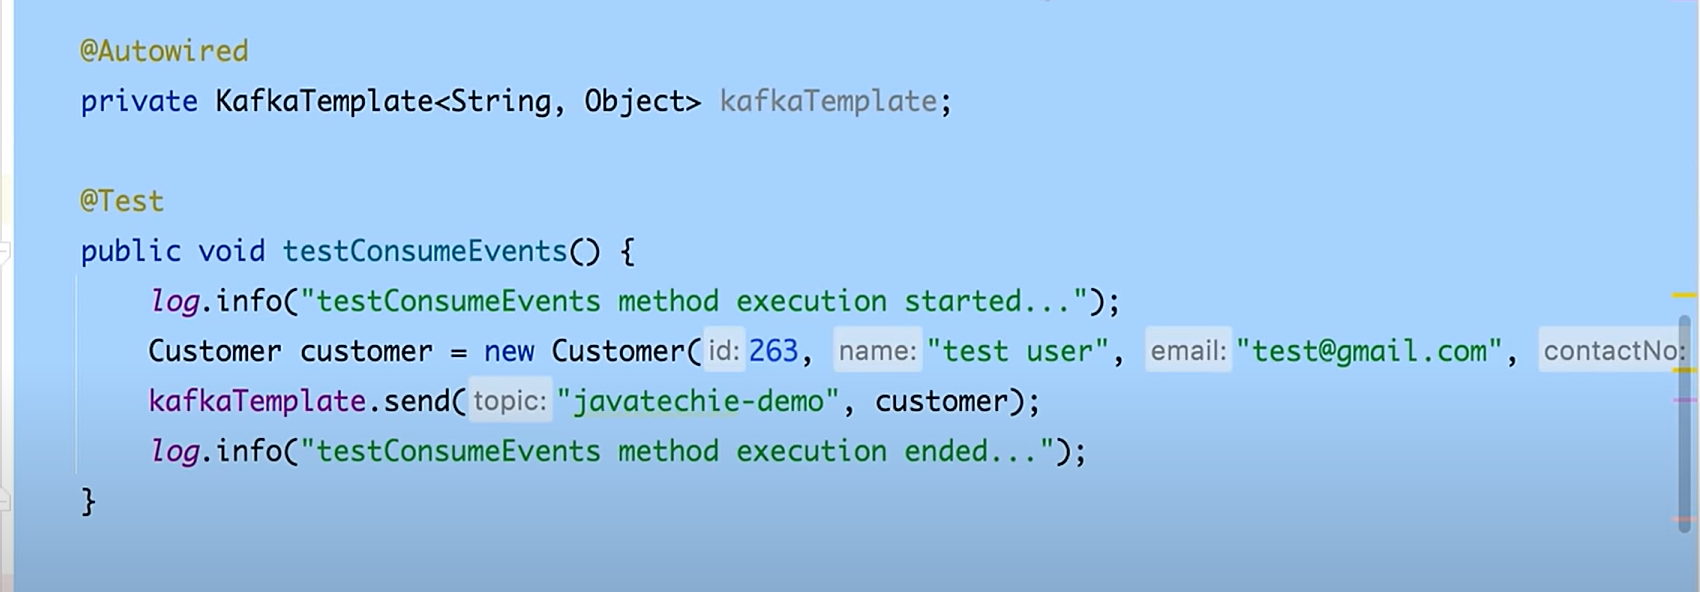 @Autowired
private KafkaTemplate<String, Object> kafkaTemplate;
@Test
public void testConsumeEvents() {
log.info("testConsumeEvents method execution started...");
Customer customer = new Customer( id: 263, name: "test user", email: "test@gmail.com", contactNo:
kafkaTemplate.send( topic: "javatechie-demo", customer);
log.info("testConsumeEvents method execution ended...");
}